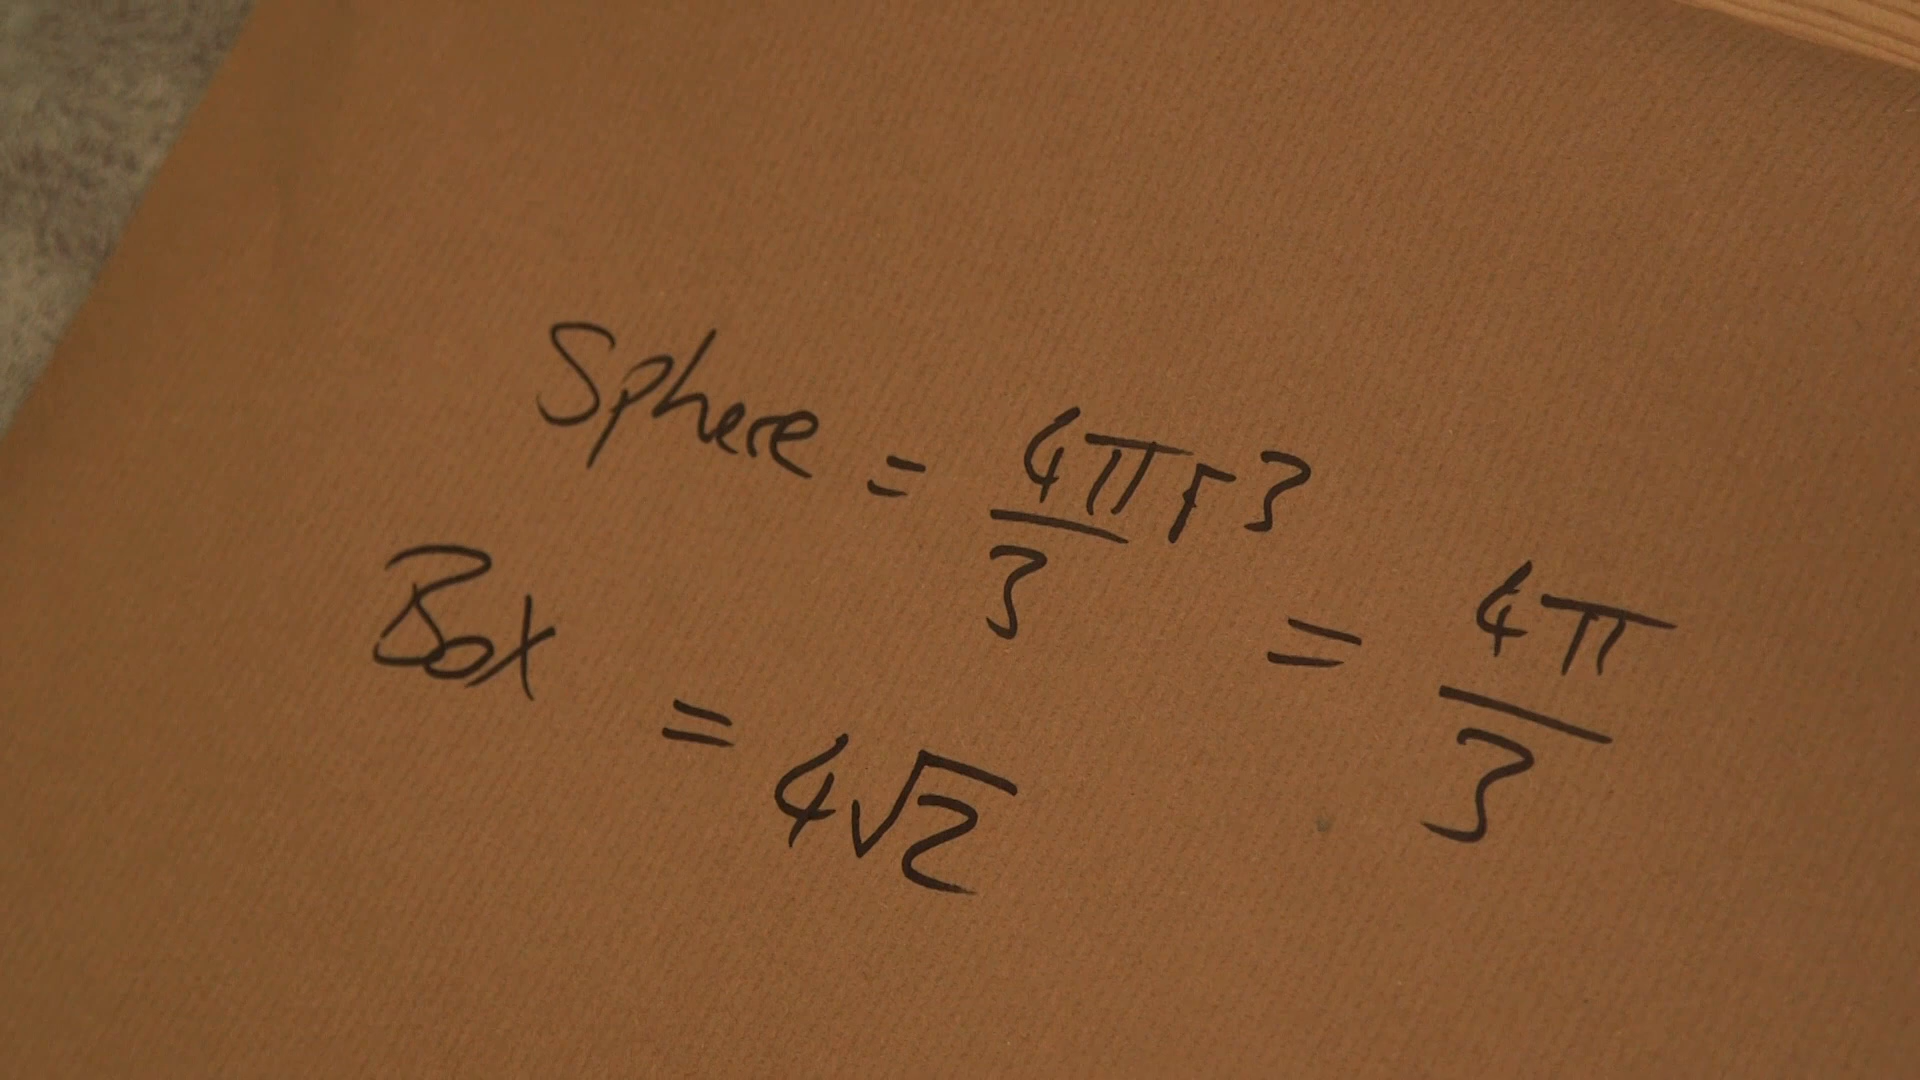 Sphere = 4πr³/3 = 4π/3
Box = 4√2